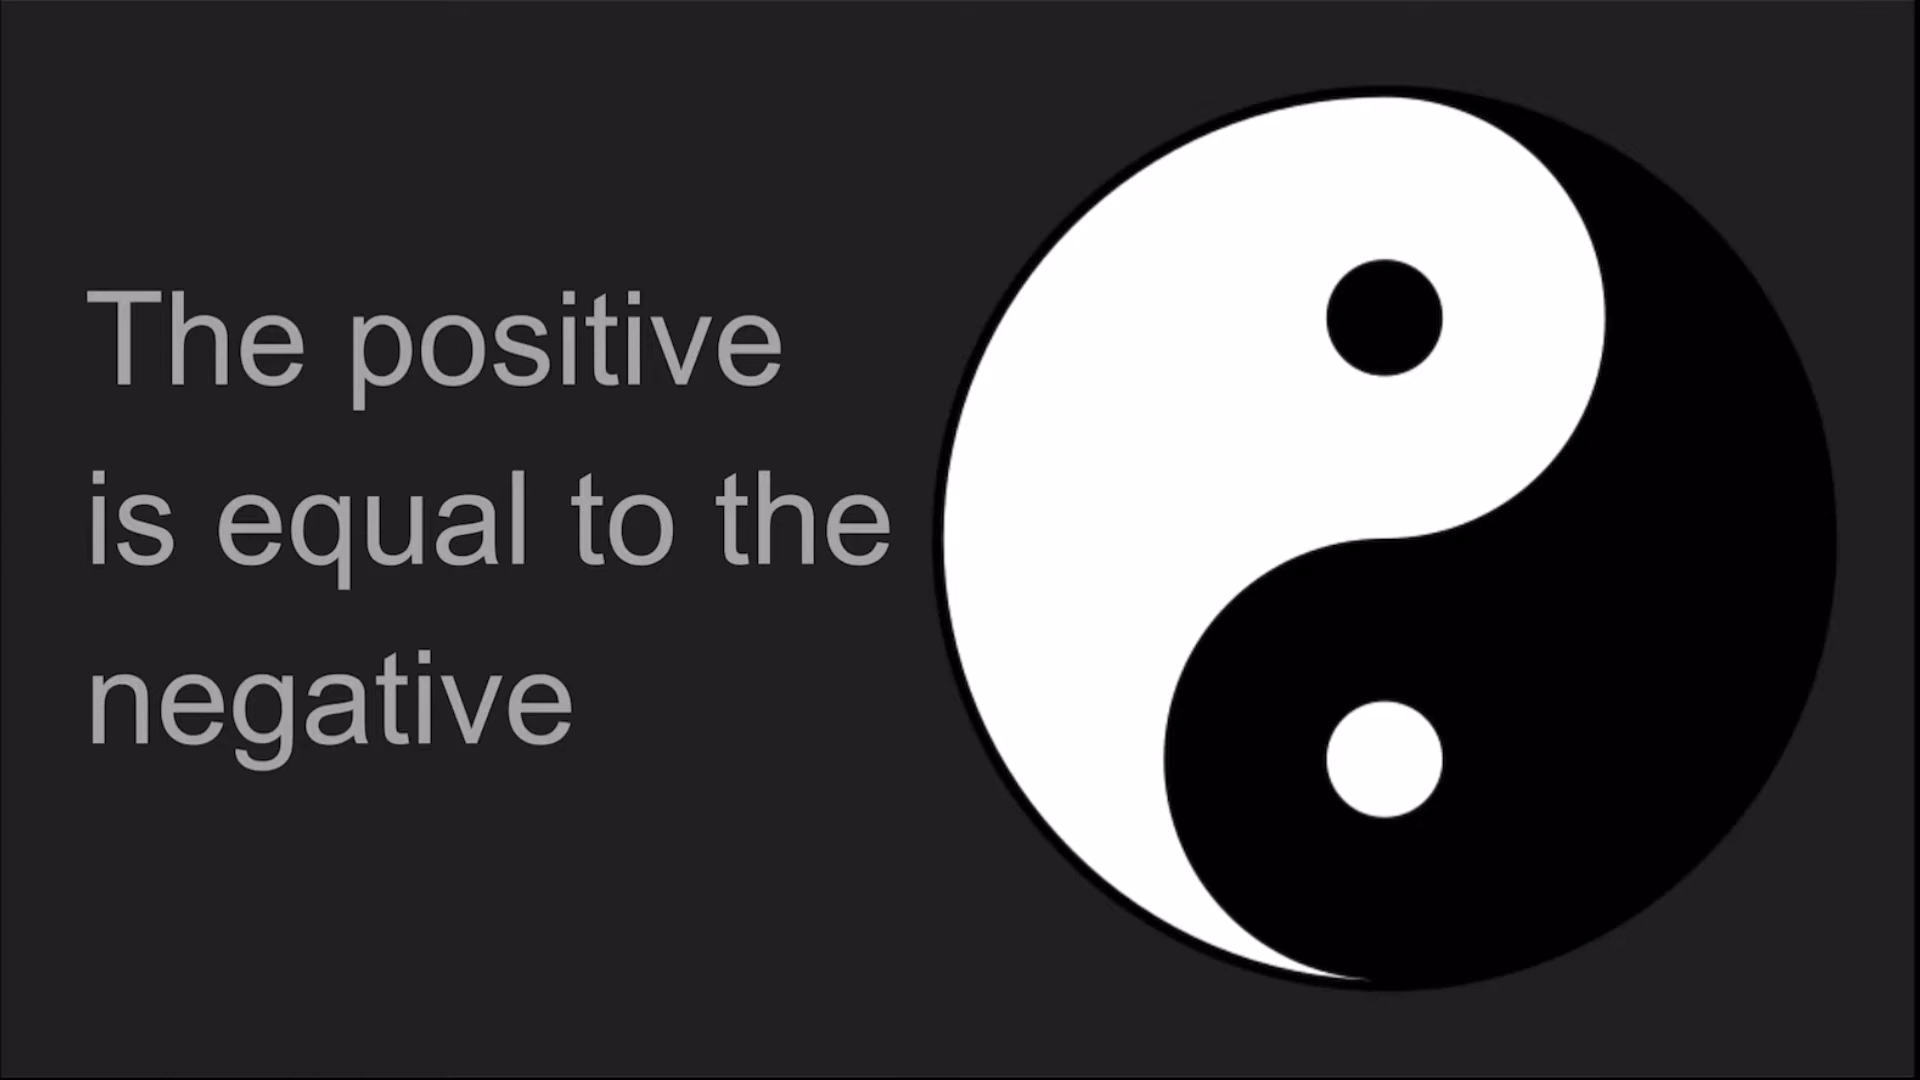 The positive
is equal to the
negative